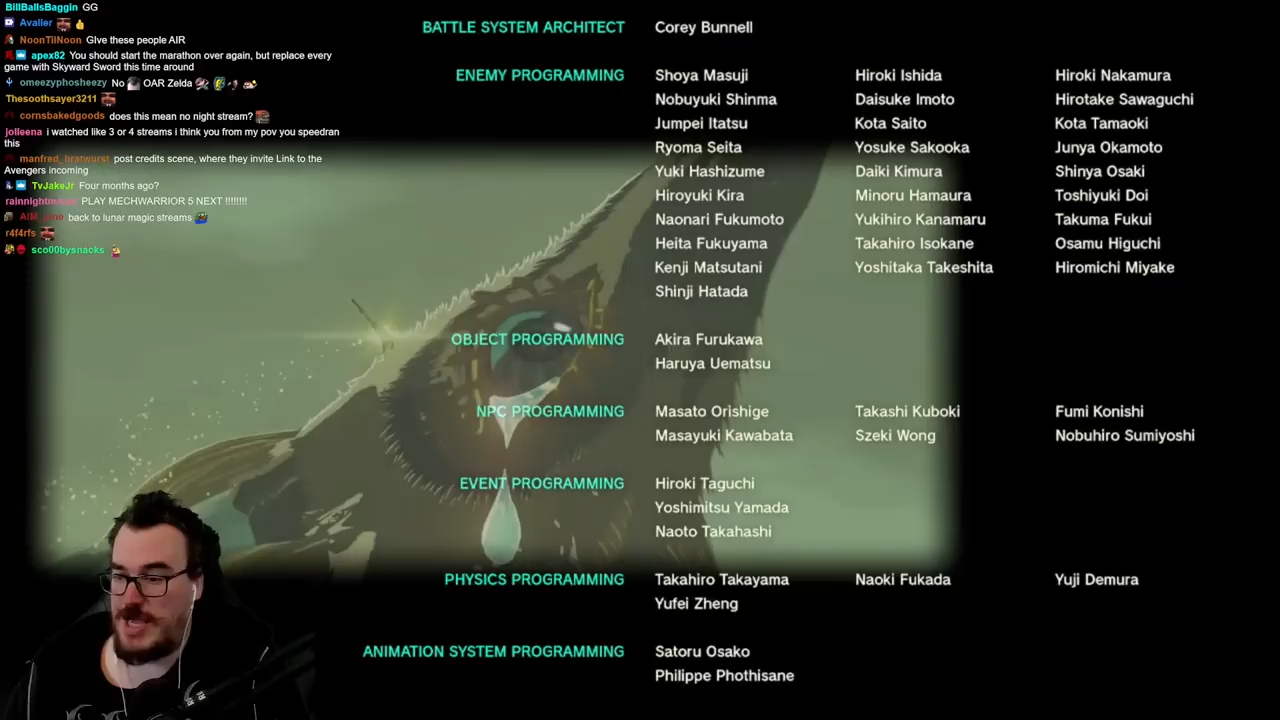 BillBallsBaggin GG
Avalier
NoonTilNoon GIve these people AIR
apex82 You should start the marathon over again, but replace every
game with Skyward Sword this time around
omeezyphosheezy No OAR Zelda
Thesoothsayer3211
cornsbakedgoods does this mean no night stream?
jolleena i watched like 3 or 4 streams i think you from my pov you speedran
this
manfred_bratwurst post credits scene, where they invite Link to the
Avengers incoming
TvJakeJr Four months ago?
PLAY MECHWARRIOR 5 NEXT !!!!!!!!
back to lunar magic streams
r4f4rfs
sco00bysnacks
BATTLE SYSTEM ARCHITECT Corey Bunnell
ENEMY PROGRAMMING Shoya Masuji Hiroki Ishida Hiroki Nakamura
Nobuyuki Shinma Daisuke Imoto Hirotake Sawaguchi
Jumpei Itatsu Kota Saito Kota Tamaoki
Ryoma Seita Yosuke Sakooka Junya Okamoto
Yuki Hashizume Daiki Kimura Shinya Osaki
Hiroyuki Kira Minoru Hamaura Toshiyuki Doi
Naonari Fukumoto Yukihiro Kanamaru Takuma Fukui
Heita Fukuyama Takahiro Isokane Osamu Higuchi
Kenji Matsutani Yoshitaka Takeshita Hiromichi Miyake
Shinji Hatada
OBJECT PROGRAMMING Akira Furukawa
Haruya Uematsu
NPC PROGRAMMING Masato Orishige Takashi Kuboki Fumi Konishi
Masayuki Kawabata Szeki Wong Nobuhiro Sumiyoshi
EVENT PROGRAMMING Hiroki Taguchi
Yoshimitsu Yamada
Naoto Takahashi
PHYSICS PROGRAMMING Takahiro Takayama Naoki Fukada Yuji Demura
Yufei Zheng
ANIMATION SYSTEM PROGRAMMING Satoru Osako
Philippe Phothisane